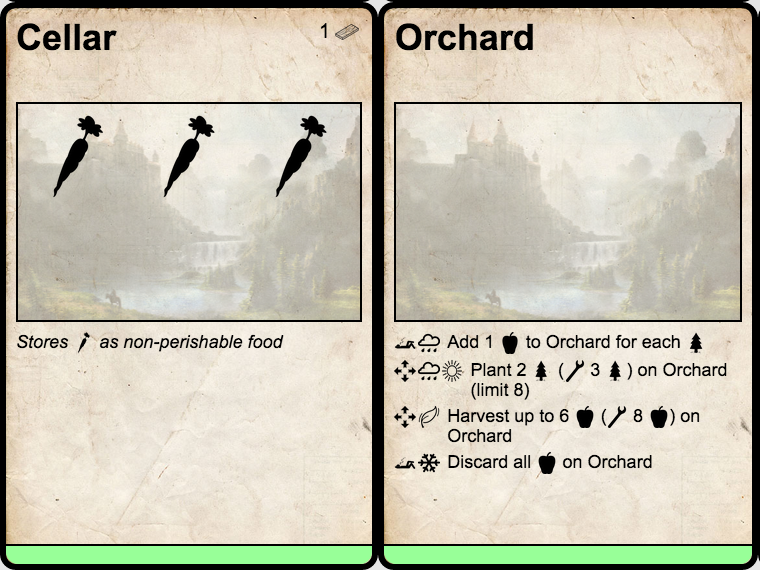 Cellar
1
Stores as non-perishable food
Orchard
Add 1 to Orchard for each
Plant 2 ( 3 ) on Orchard
(limit 8)
Harvest up to 6 ( 8 ) on
Orchard
Discard all on Orchard